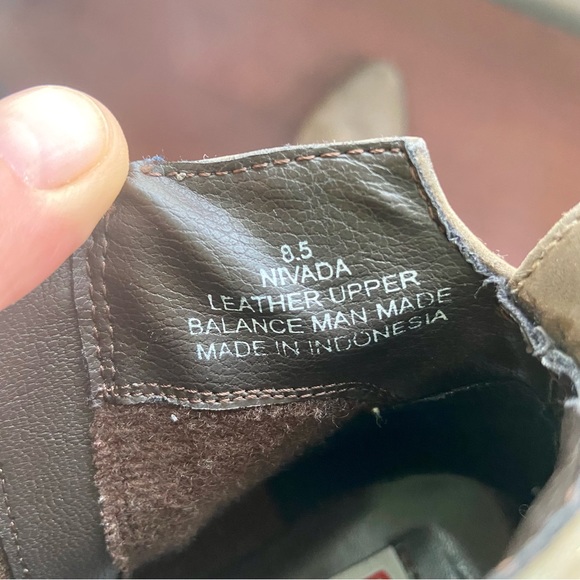 8.5
NIVADA
LEATHER UPPER
BALANCE MAN MADE
MADE IN INDONESIA